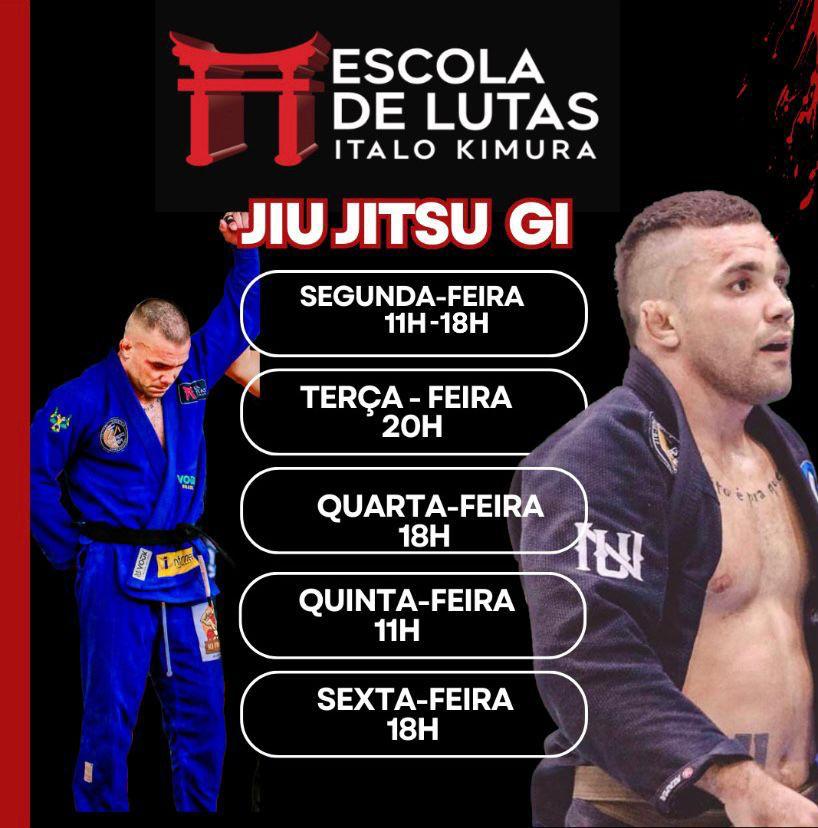 ESCOLA
DE LUTAS
ITALO KIMURA
JIU JITSU GI
SEGUNDA-FEIRA
11H-18H
TERÇA - FEIRA
20H
QUARTA-FEIRA
18H
QUINTA-FEIRA
11H
SEXTA-FEIRA
18H